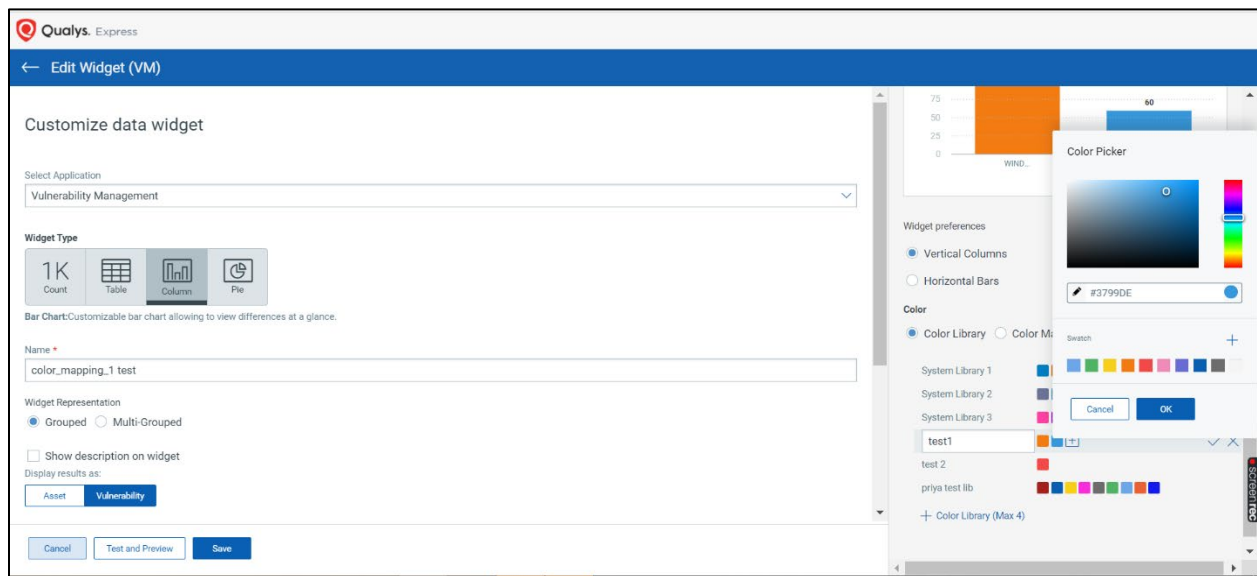 Qualys. Express
← Edit Widget (VM)
Customize data widget
Select Application
Vulnerability Management
Widget Type
1K
Count
Table
Column
Pie
Bar Chart:Customizable bar chart allowing to view differences at a glance.
Name *
color_mapping_1 test
Widget Representation
Grouped
Multi-Grouped
Show description on widget
Display results as:
Asset
Vulnerability
Cancel
Test and Preview
Save
75
50
25
0
60
WIND...
Widget preferences
Vertical Columns
Horizontal Bars
Color
Color Library
Color Ma
System Library 1
System Library 2
System Library 3
test1
test 2
priya test lib
+ Color Library (Max 4)
Color Picker
#3799DE
Swatch
+
Cancel
OK
screenrec